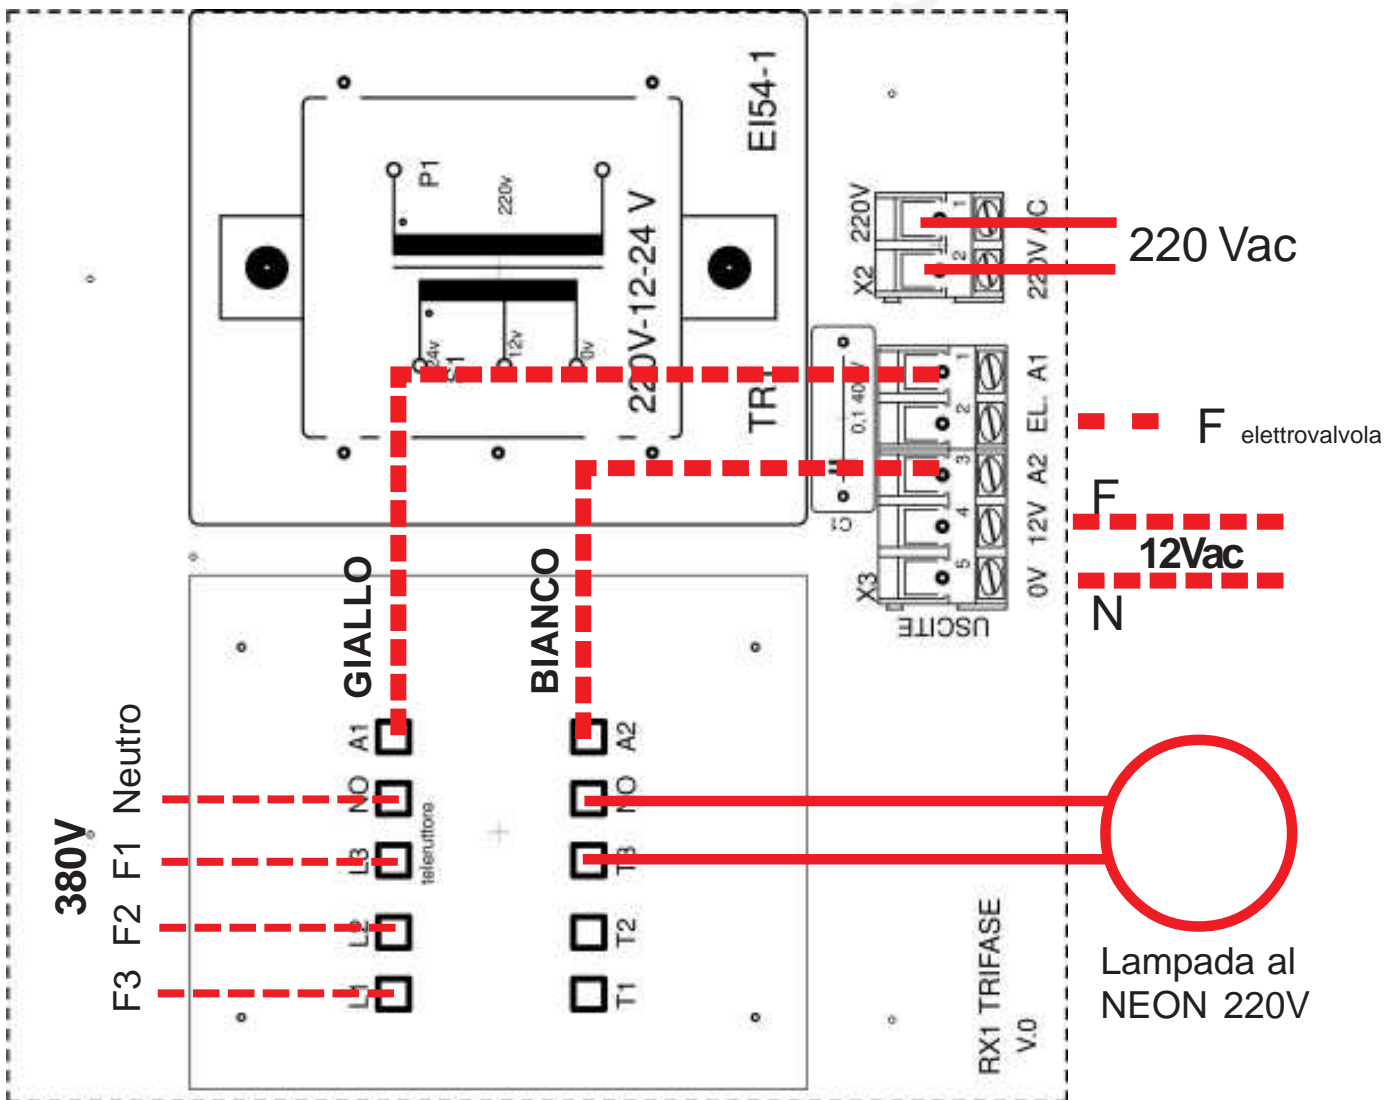 EI54-1
P1
220v
24v
12v
0v
S1
220V-12-24 V
220V
X2
1
2
220V AC
220 Vac
0,1 40
C1
1
2
3
4
5
A1
EL.
A2
12V
0V
X3
USCITE
F elettrovalvola
F
12Vac
N
GIALLO
BIANCO
380V
Neutro
F1
F2
F3
A1
NO
L3
L2
L1
teleruttore
A2
NO
T3
T2
T1
Lampada al
NEON 220V
RX1 TRIFASE
V.0